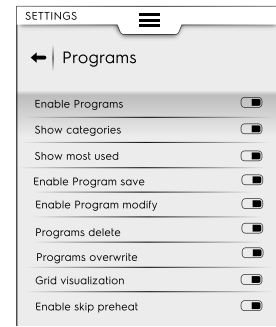 SETTINGS
Programs
Enable Programs
Show categories
Show most used
Enable Program save
Enable Program modify
Programs delete
Programs overwrite
Grid visualization
Enable skip preheat